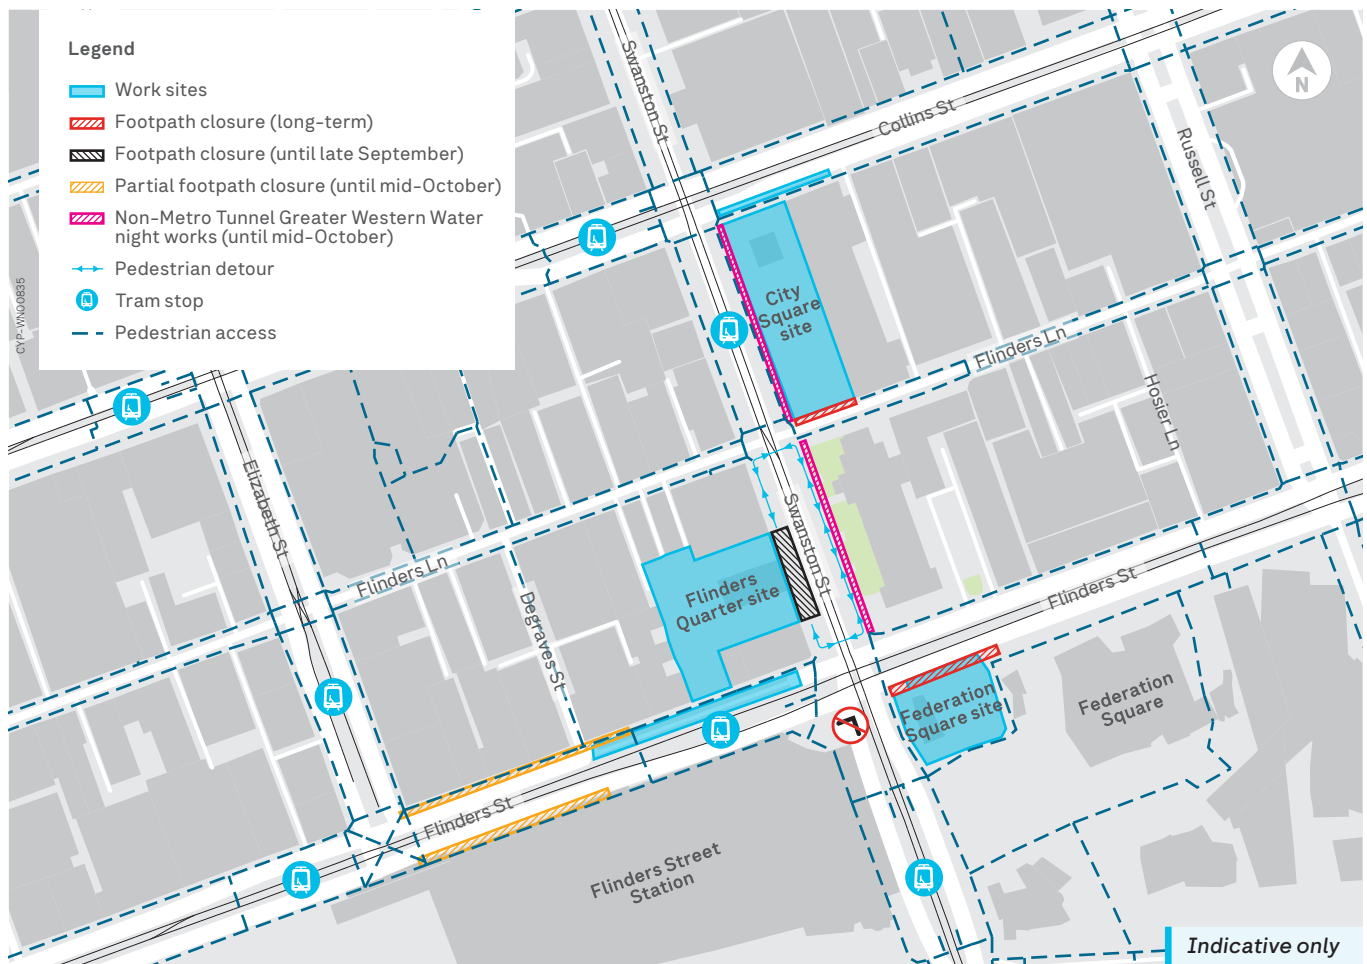 Legend
Work sites
Footpath closure (long-term)
Footpath closure (until late September)
Partial footpath closure (until mid-October)
Non-Metro Tunnel Greater Western Water
night works (until mid-October)
Pedestrian detour
Tram stop
Pedestrian access
CYP-WN00835
Swanston St
Collins St
Russell St
N
City
Square
site
Flinders Ln
Hosier Ln
Elizabeth St
Flinders Ln
Degraves St
Swanston St
Flinders
Quarter site
Flinders St
Federation
Square site
Federation
Square
Flinders St
Flinders Street
Station
Indicative only